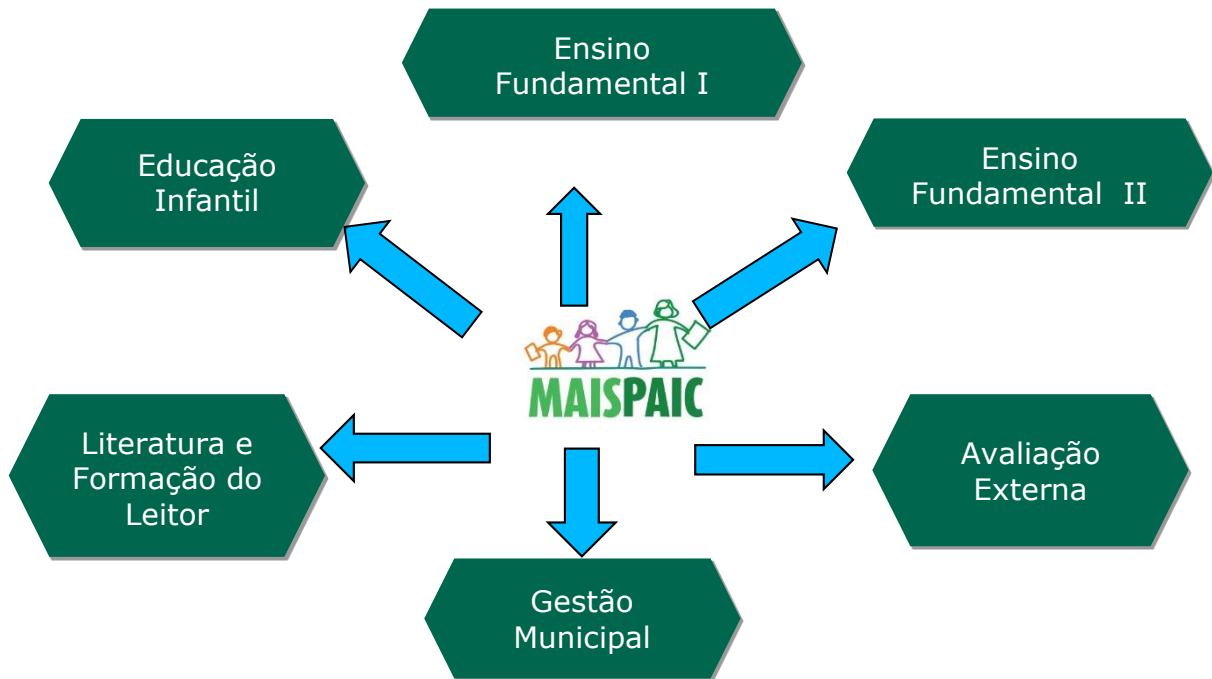 Ensino
Fundamental I
Educação
Infantil
Ensino
Fundamental  II
MAISPAIC
Literatura e
Formação do
Leitor
Avaliação
Externa
Gestão
Municipal